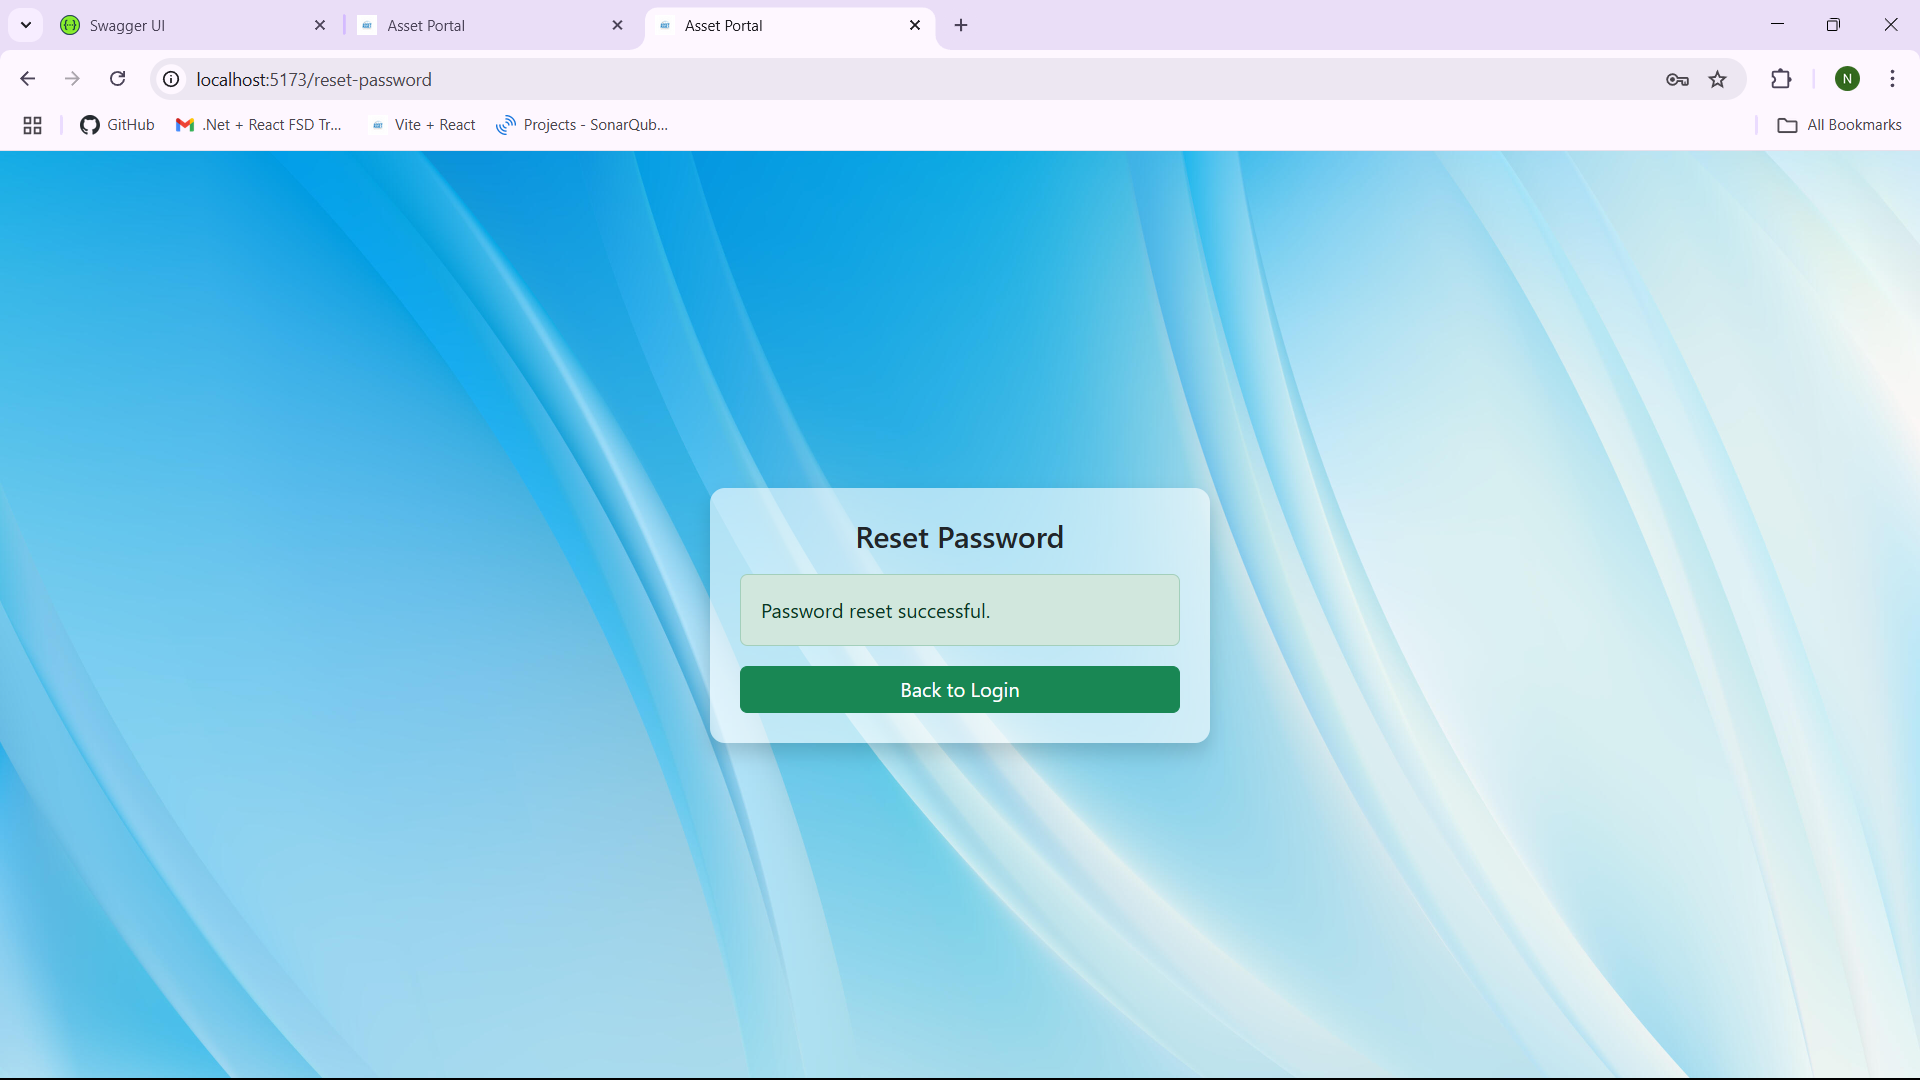 Swagger UI
Asset Portal
Asset Portal
localhost:5173/reset-password
N
GitHub
.Net + React FSD Tr...
Vite + React
Projects - SonarQub...
All Bookmarks
Reset Password
Password reset successful.
Back to Login